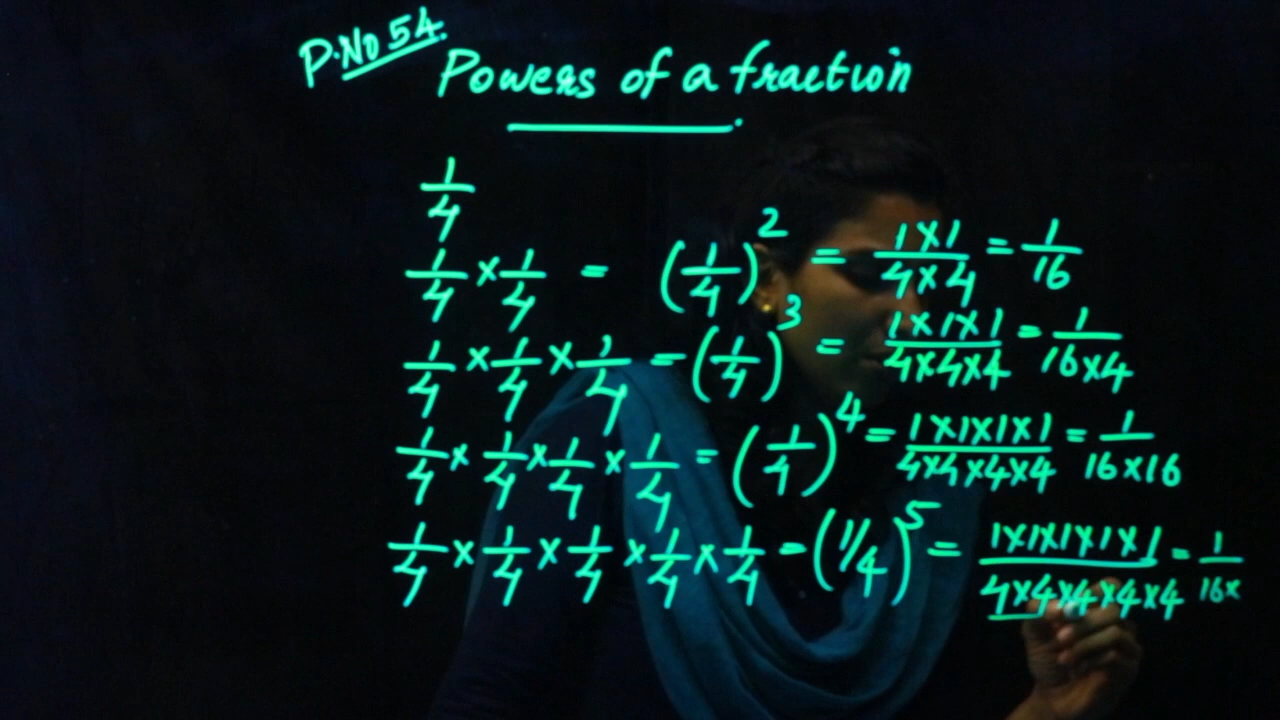 P.No 54.
Powers of a fraction
1/4
1/4 × 1/4 = (1/4)^2 = (1×1)/(4×4) = 1/16
1/4 × 1/4 × 1/4 = (1/4)^3 = (1×1×1)/(4×4×4) = 1/(16×4)
1/4 × 1/4 × 1/4 × 1/4 = (1/4)^4 = (1×1×1×1)/(4×4×4×4) = 1/(16×16)
1/4 × 1/4 × 1/4 × 1/4 × 1/4 = (1/4)^5 = (1×1×1×1×1)/(4×4×4×4×4) = 1/(16×